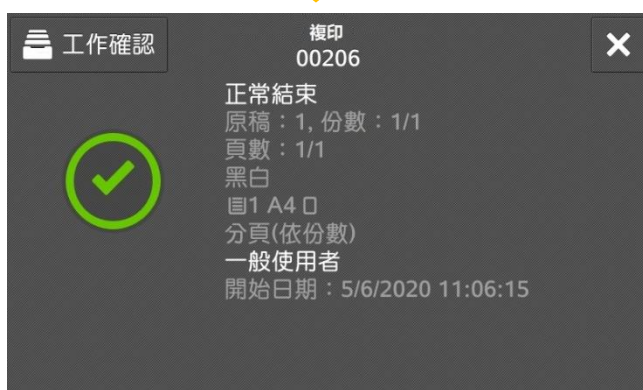 工作確認
複印
00206
正常結束
原稿：1, 份數：1/1
頁數：1/1
黑白
1 A4
分頁(依份數)
一般使用者
開始日期：5/6/2020 11:06:15